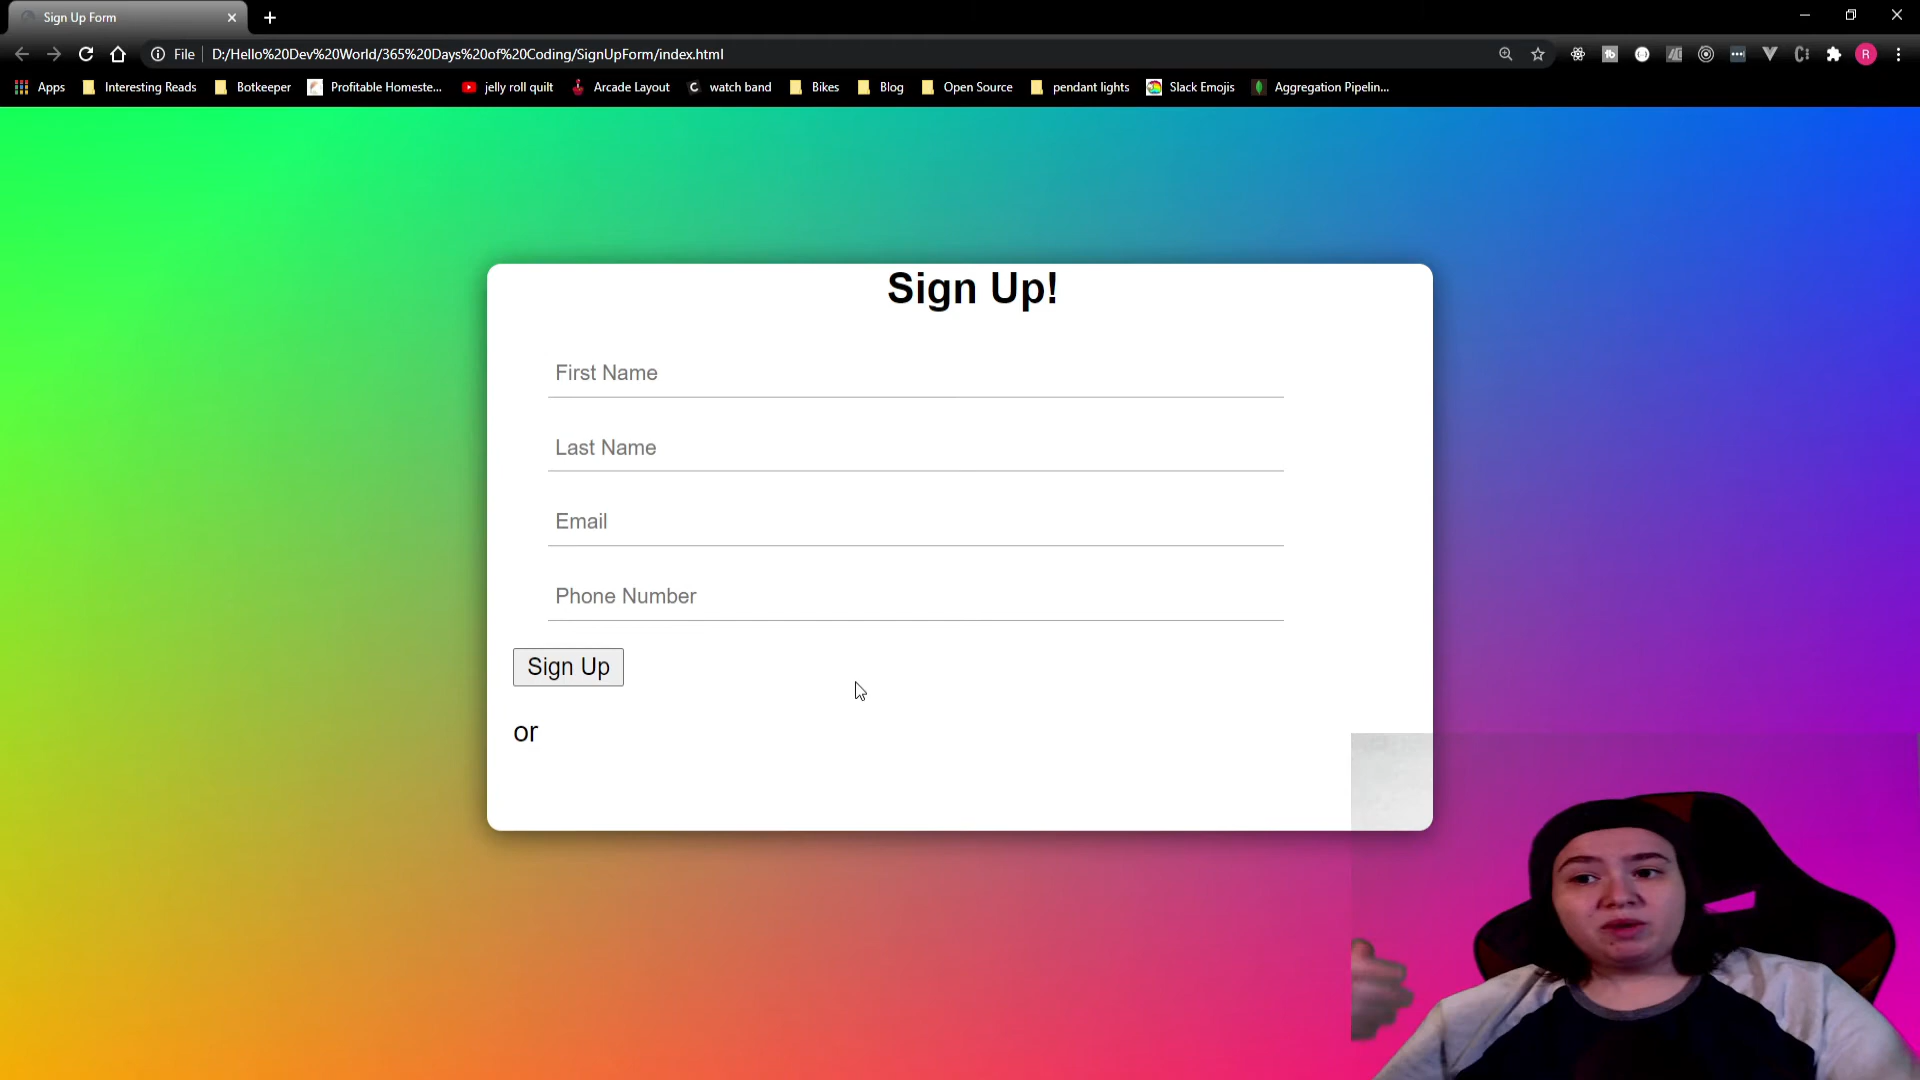 Sign Up Form
File D:/Hello%20Dev%20World/365%20Days%20of%20Coding/SignUpForm/index.html
R
Apps Interesting Reads Botkeeper Profitable Homeste... jelly roll quilt Arcade Layout watch band Bikes Blog Open Source pendant lights Slack Emojis Aggregation Pipelin...
Sign Up!
First Name
Last Name
Email
Phone Number
Sign Up
or